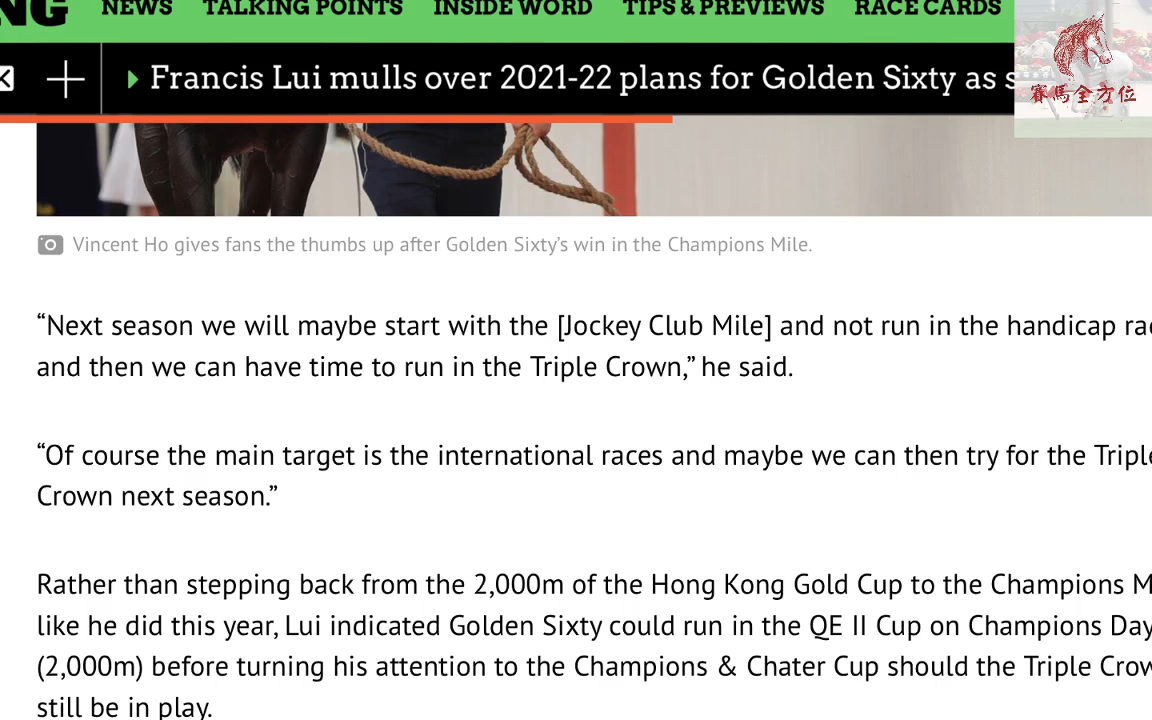 NG NEWS TALKING POINTS INSIDE WORD TIPS & PREVIEWS RACE CARDS
Francis Lui mulls over 2021-22 plans for Golden Sixty as s
賽馬全方位
Vincent Ho gives fans the thumbs up after Golden Sixty’s win in the Champions Mile.
“Next season we will maybe start with the [Jockey Club Mile] and not run in the handicap rac
and then we can have time to run in the Triple Crown,” he said.
“Of course the main target is the international races and maybe we can then try for the Triple
Crown next season.”
Rather than stepping back from the 2,000m of the Hong Kong Gold Cup to the Champions M
like he did this year, Lui indicated Golden Sixty could run in the QE II Cup on Champions Day
(2,000m) before turning his attention to the Champions & Chater Cup should the Triple Crow
still be in play.